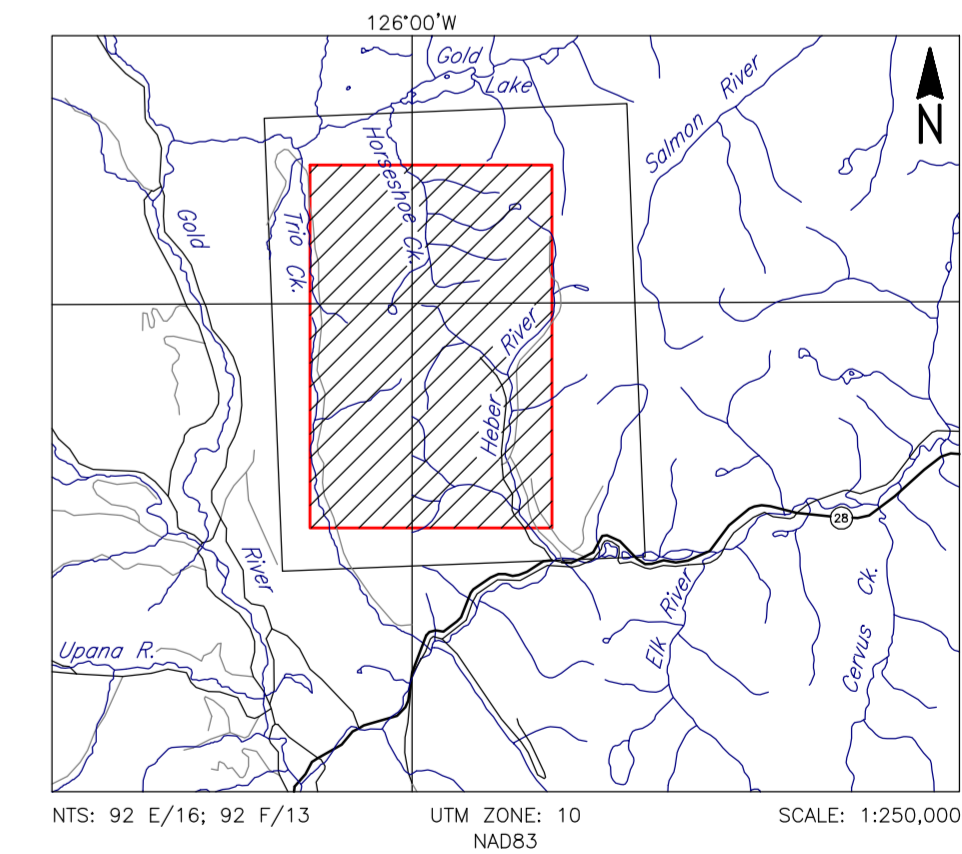 126°00'W
Gold
Lake
Salmon River
N
Horseshoe Ck.
Trio Ck.
Gold
River
Heber River
28
River
Elk River
Cervus Ck.
Upana R.
NTS: 92 E/16; 92 F/13
UTM ZONE: 10
SCALE: 1:250,000
NAD83